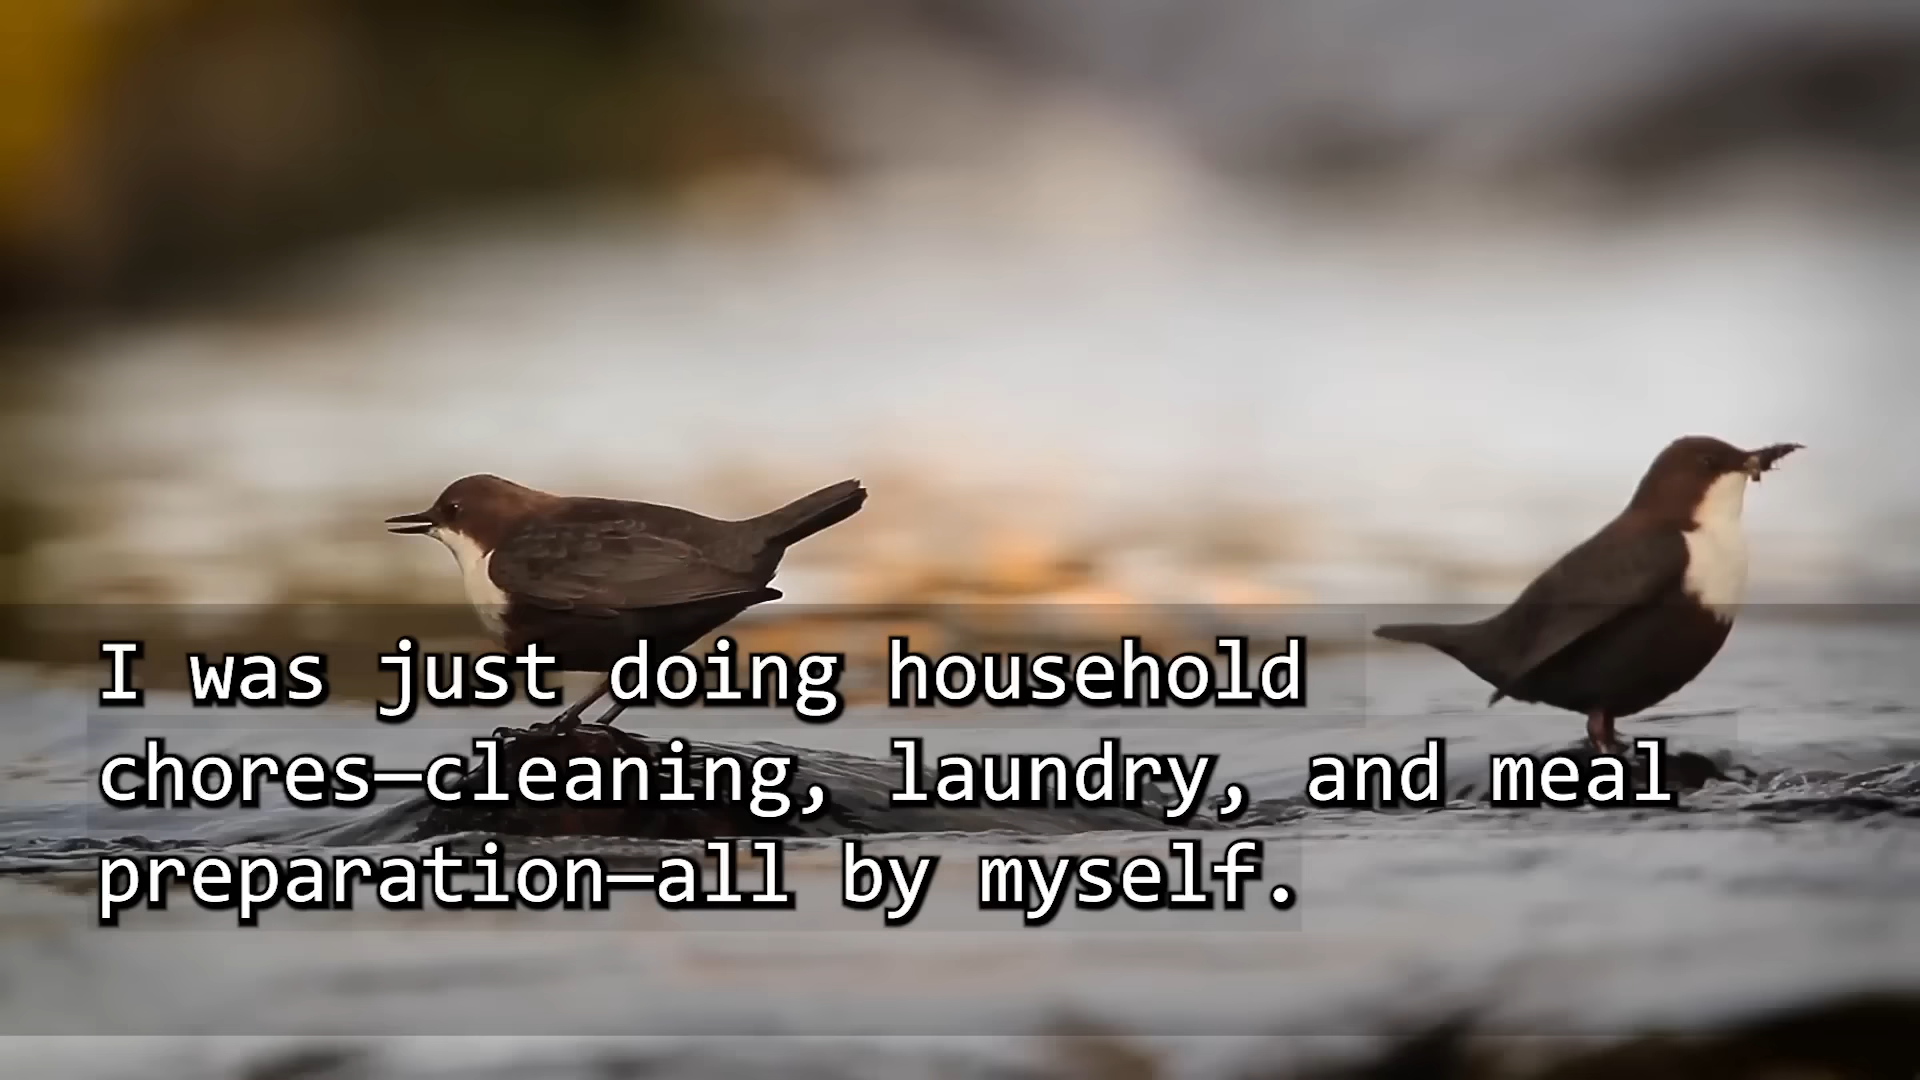 I was just doing household
chores—cleaning, laundry, and meal
preparation—all by myself.